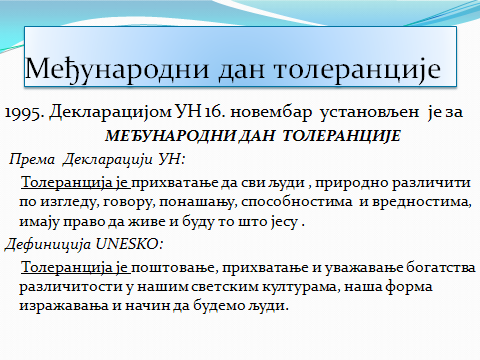 Међународни дан толеранције
1995. Декларацијом УН 16. новембар установљен је за
МЕЂУНАРОДНИ ДАН ТОЛЕРАНЦИЈЕ
Према Декларацији УН:
Толеранција је прихватање да сви људи , природно различити
по изгледу, говору, понашању, способностима и вредностима,
имају право да живе и буду то што јесу .
Дефиниција UNESKO:
Толеранција је поштовање, прихватање и уважавање богатства
различитости у нашим светским културама, наша форма
изражавања и начин да будемо људи.